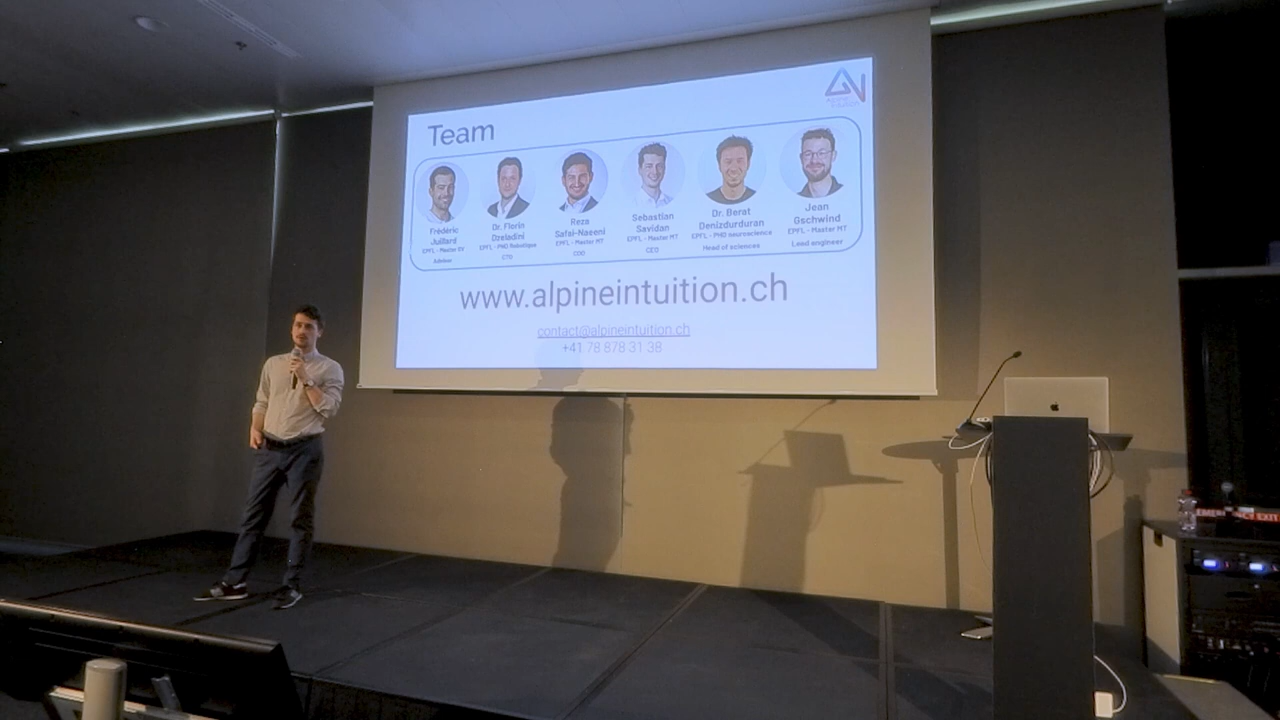 Team
Frédéric
Juillard
EPFL - Master SV
Advisor
Dr. Florin
Dzeladini
EPFL - PHD Robotique
CTO
Reza
Safai-Naeeni
EPFL - Master MT
COO
Sebastian
Savidan
EPFL - Master MT
CEO
Dr. Berat
Denizdurduran
EPFL - PHD neuroscience
Head of sciences
Jean
Gschwind
EPFL - Master MT
Lead engineer
www.alpineintuition.ch
contact@alpineintuition.ch
+41 78 878 31 38
EXIT